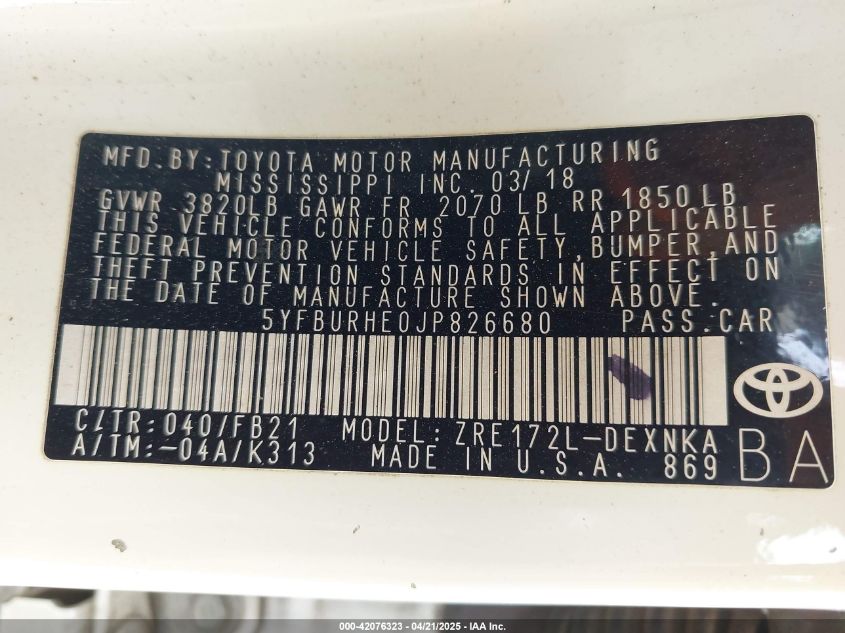 MFD.BY:TOYOTA MOTOR MANUFACTURING
MISSISSIPPI INC. 03/18
GVWR 3820LB GAWR FR 2070 LB RR 1850LB
THIS VEHICLE CONFORMS TO ALL APPLICABLE
FEDERAL MOTOR VEHICLE SAFETY,BUMPER,AND
THEFT PREVENTION STANDARDS IN EFFECT ON
THE DATE OF MANUFACTURE SHOWN ABOVE.
5YFBURHE0JP826680 PASS.CAR
C/TR:040/FB21 MODEL:ZRE172L-DEXNKA
A/TM:-04A/K313 MADE IN U.S.A. 869 BA
000-42076323 - 04/21/2025 - IAA Inc.